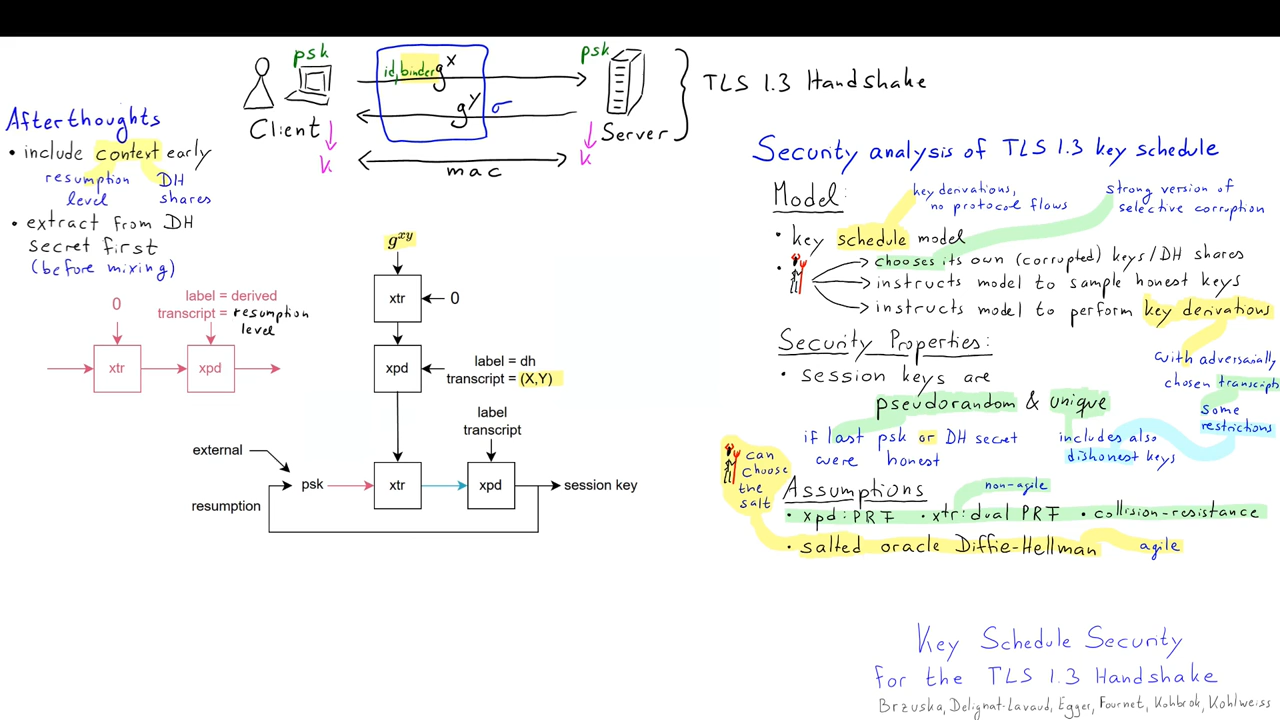 psk
id, binder g^X
g^Y σ
psk
Client
Server
k
k
mac
TLS 1.3 Handshake
Afterthoughts
• include context early
resumption level
DH shares
• extract from DH
secret first
(before mixing)
0
label = derived
transcript = resumption
level
xtr
xpd
g^xy
xtr
0
xpd
label = dh
transcript = (X,Y)
label
transcript
external
psk
xtr
xpd
session key
resumption
Security analysis of TLS 1.3 key schedule
Model:
key derivations,
no protocol flows
strong version of
selective corruption
• key schedule model
• chooses its own (corrupted) keys/DH shares
instructs model to sample honest keys
instructs model to perform key derivations
with adversarially
chosen transcripts
some
restrictions
Security Properties:
• session keys are
pseudorandom & unique
if last psk or DH secret
were honest
includes also
dishonest keys
can
choose
the
salt
Assumptions
non-agile
• xpd: PRF • xtr: dual PRF • collision-resistance
• salted oracle Diffie-Hellman
agile
Key Schedule Security
for the TLS 1.3 Handshake
Brzuska, Delignat-Lavaud, Egger, Fournet, Kohbrok, Kohlweiss